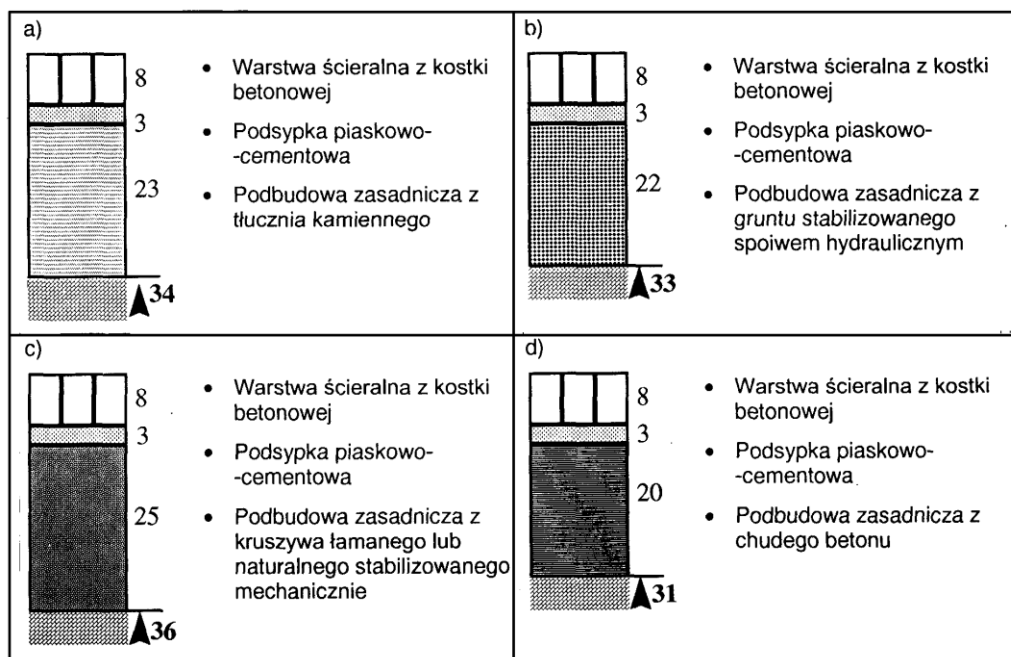 a)
8
3
23
34
• Warstwa ścieralna z kostki
betonowej
• Podsypka piaskowo-
-cementowa
• Podbudowa zasadnicza z
tłucznia kamiennego
b)
8
3
22
33
• Warstwa ścieralna z kostki
betonowej
• Podsypka piaskowo-
-cementowa
• Podbudowa zasadnicza z
gruntu stabilizowanego
spoiwem hydraulicznym
c)
8
3
25
36
• Warstwa ścieralna z kostki
betonowej
• Podsypka piaskowo-
-cementowa
• Podbudowa zasadnicza z
kruszywa łamanego lub
naturalnego stabilizowanego
mechanicznie
d)
8
3
20
31
• Warstwa ścieralna z kostki
betonowej
• Podsypka piaskowo-
-cementowa
• Podbudowa zasadnicza z
chudego betonu